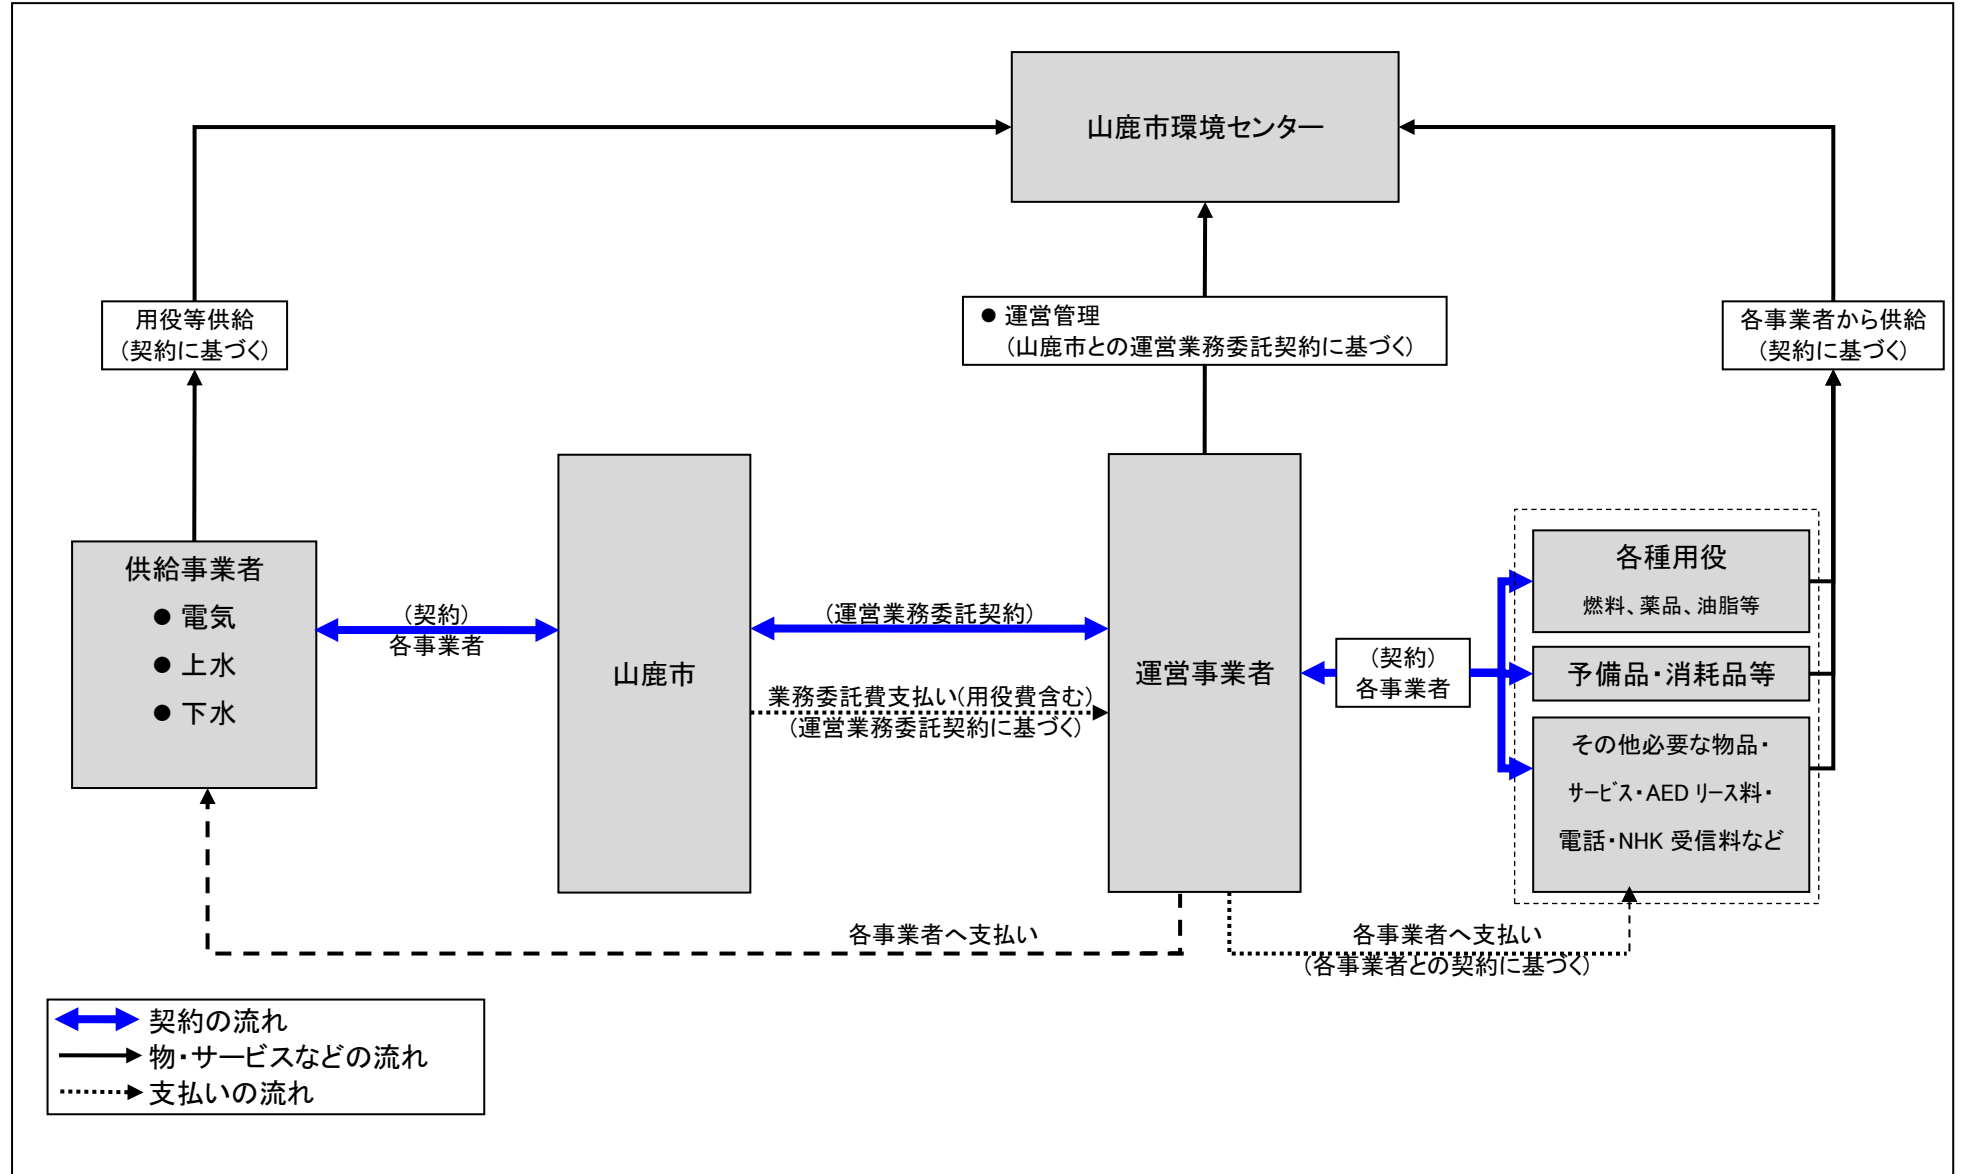 山鹿市環境センター
用役等供給
(契約に基づく)
● 運営管理
(山鹿市との運営業務委託契約に基づく)
各事業者から供給
(契約に基づく)
供給事業者
● 電気
● 上水
● 下水
(契約)
各事業者
山鹿市
(運営業務委託契約)
業務委託費支払い(用役費含む)
(運営業務委託契約に基づく)
運営事業者
(契約)
各事業者
各種用役
燃料、薬品、油脂等
予備品・消耗品等
その他必要な物品・
サービス・AED リース料・
電話・NHK 受信料など
各事業者へ支払い
各事業者へ支払い
(各事業者との契約に基づく)
契約の流れ
物・サービスなどの流れ
支払いの流れ